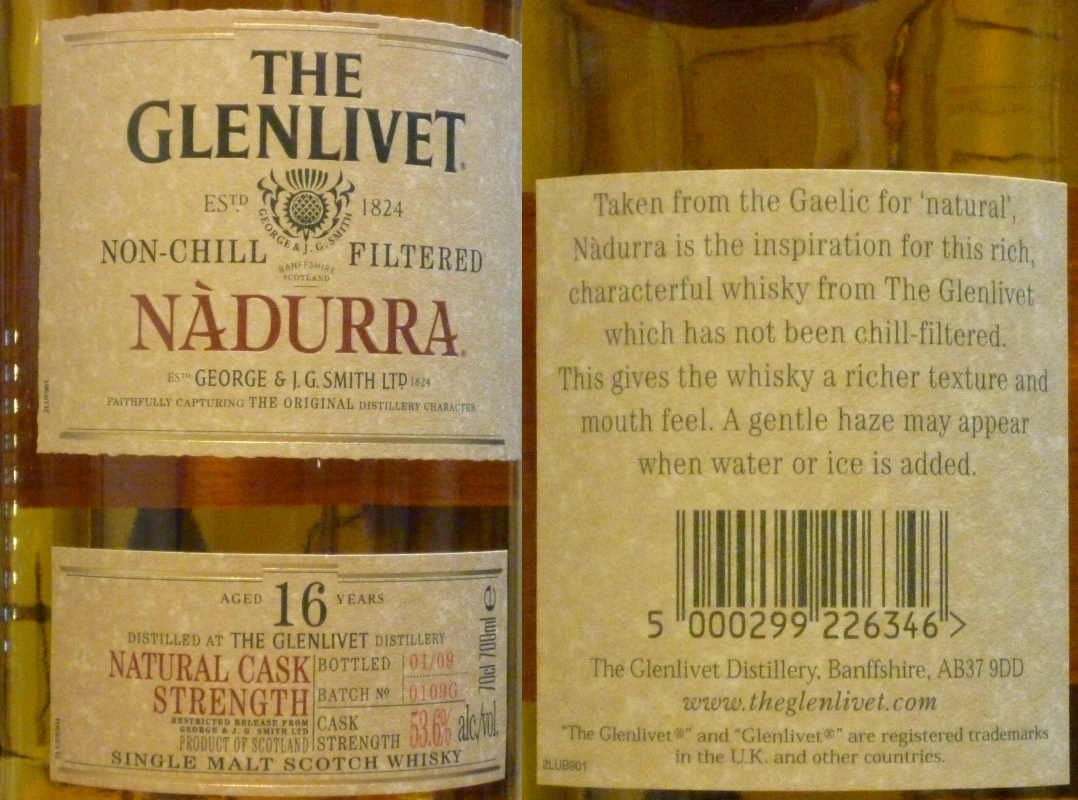 THE
GLENLIVET®
ESTD 1824
GEORGE & J.G. SMITH
NON-CHILL FILTERED
BANFFSHIRE
SCOTLAND
NÀDURRA®
ESTD GEORGE & J.G. SMITH LTD 1824
FAITHFULLY CAPTURING THE ORIGINAL DISTILLERY CHARACTER
AGED 16 YEARS
DISTILLED AT THE GLENLIVET DISTILLERY
NATURAL CASK
STRENGTH
RESTRICTED RELEASE FROM
GEORGE & J. G. SMITH LTD
PRODUCT OF SCOTLAND
BOTTLED 01/09
BATCH Nº 0109G
CASK
STRENGTH 53.6% alc/vol.
70cl 700ml e
SINGLE MALT SCOTCH WHISKY
Taken from the Gaelic for ‘natural’,
Nàdurra is the inspiration for this rich,
characterful whisky from The Glenlivet
which has not been chill-filtered.
This gives the whisky a richer texture and
mouth feel. A gentle haze may appear
when water or ice is added.
5 000299 226346 >
The Glenlivet Distillery, Banffshire, AB37 9DD
www.theglenlivet.com
"The Glenlivet®" and "Glenlivet®" are registered trademarks
in the U.K. and other countries.
2LUB901